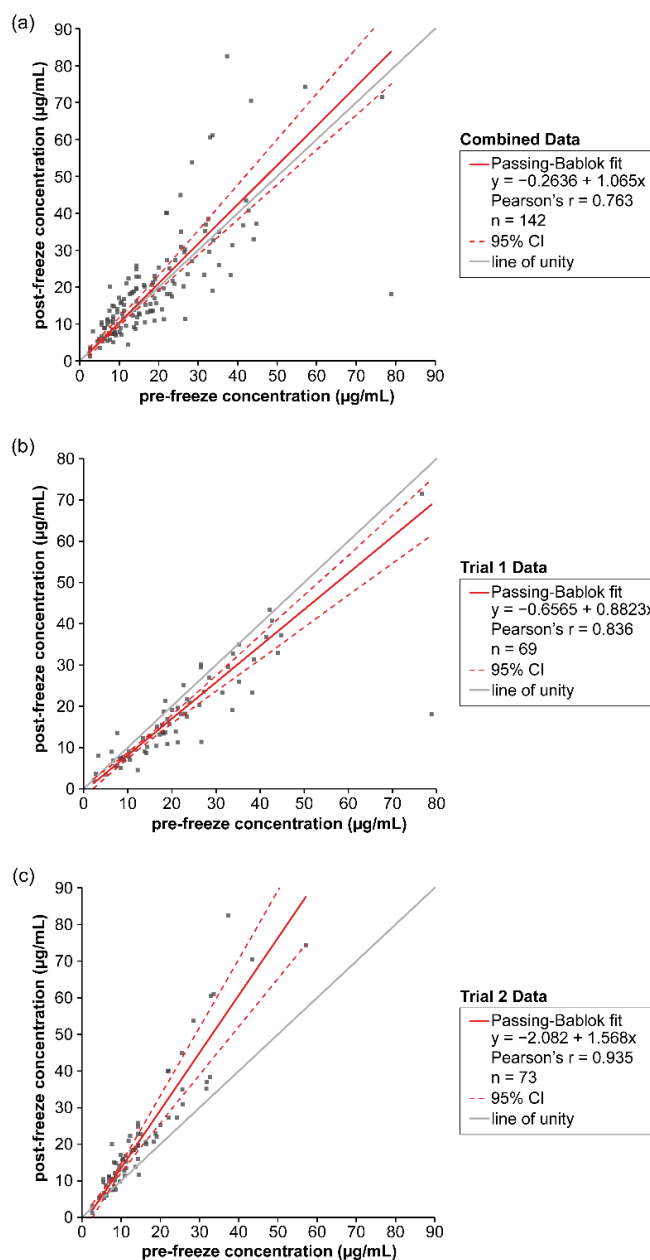 (a)
90
80
70
60
50
40
30
20
10
0
post-freeze concentration (µg/mL)
0 10 20 30 40 50 60 70 80 90
pre-freeze concentration (µg/mL)
Combined Data
Passing-Bablok fit
y = −0.2636 + 1.065x
Pearson's r = 0.763
n = 142
95% CI
line of unity
(b)
80
70
60
50
40
30
20
10
0
post-freeze concentration (µg/mL)
0 10 20 30 40 50 60 70 80
pre-freeze concentration (µg/mL)
Trial 1 Data
Passing-Bablok fit
y = −0.6565 + 0.8823x
Pearson's r = 0.836
n = 69
95% CI
line of unity
(c)
90
80
70
60
50
40
30
20
10
0
post-freeze concentration (µg/mL)
0 10 20 30 40 50 60 70 80 90
pre-freeze concentration (µg/mL)
Trial 2 Data
Passing-Bablok fit
y = −2.082 + 1.568x
Pearson's r = 0.935
n = 73
95% CI
line of unity